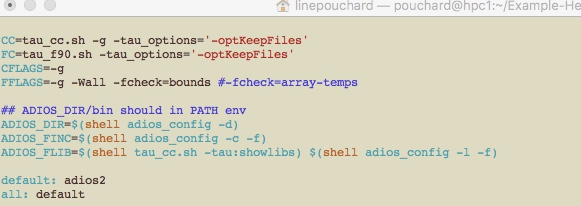 linepouchard — pouchard@hpc1:~/Example-He
CC=tau_cc.sh -g -tau_options='-optKeepFiles'
FC=tau_f90.sh -tau_options='-optKeepFiles'
CFLAGS=-g
FFLAGS=-g -Wall -fcheck=bounds #-fcheck=array-temps
## ADIOS_DIR/bin should in PATH env
ADIOS_DIR=$(shell adios_config -d)
ADIOS_FINC=$(shell adios_config -c -f)
ADIOS_FLIB=$(shell tau_cc.sh -tau:showlibs) $(shell adios_config -l -f)
default: adios2
all: default